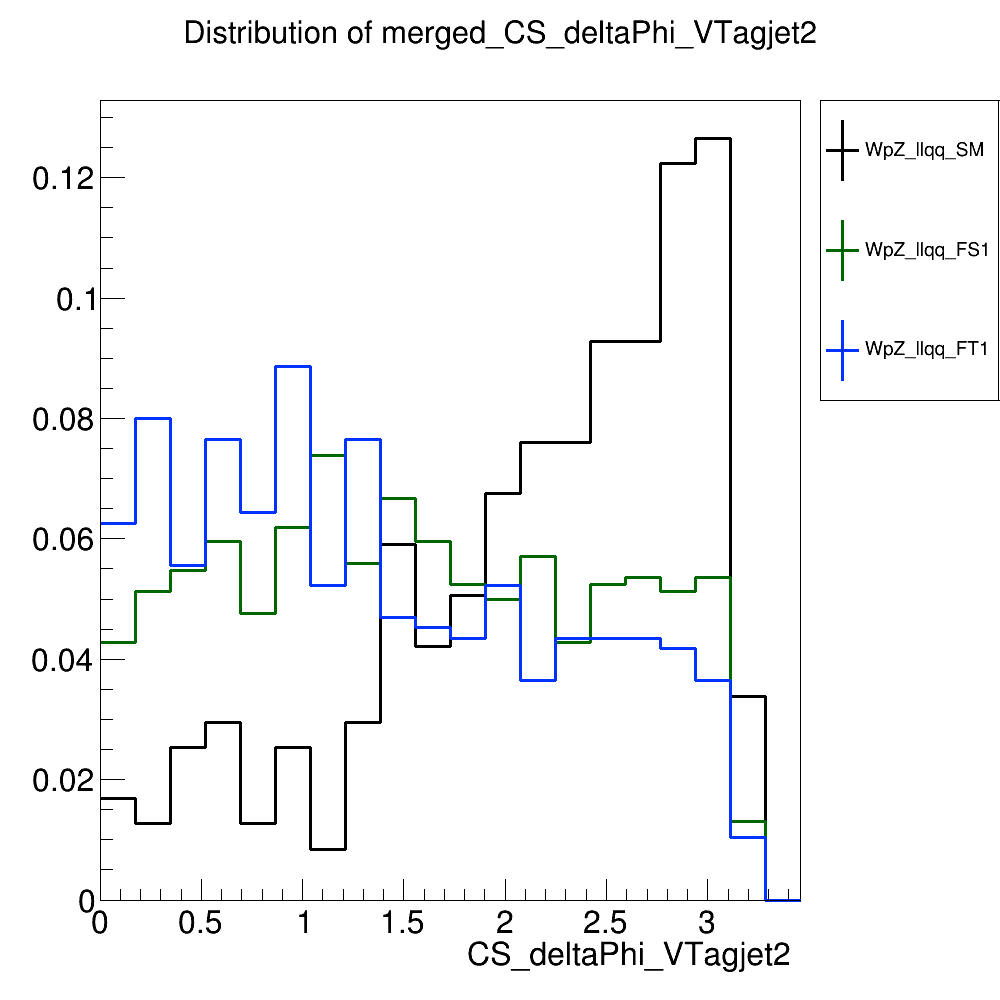 Distribution of merged_CS_deltaPhi_VTagjet2
WpZ_llqq_SM
WpZ_llqq_FS1
WpZ_llqq_FT1
0.12
0.1
0.08
0.06
0.04
0.02
0
0 0.5 1 1.5 2 2.5 3
CS_deltaPhi_VTagjet2